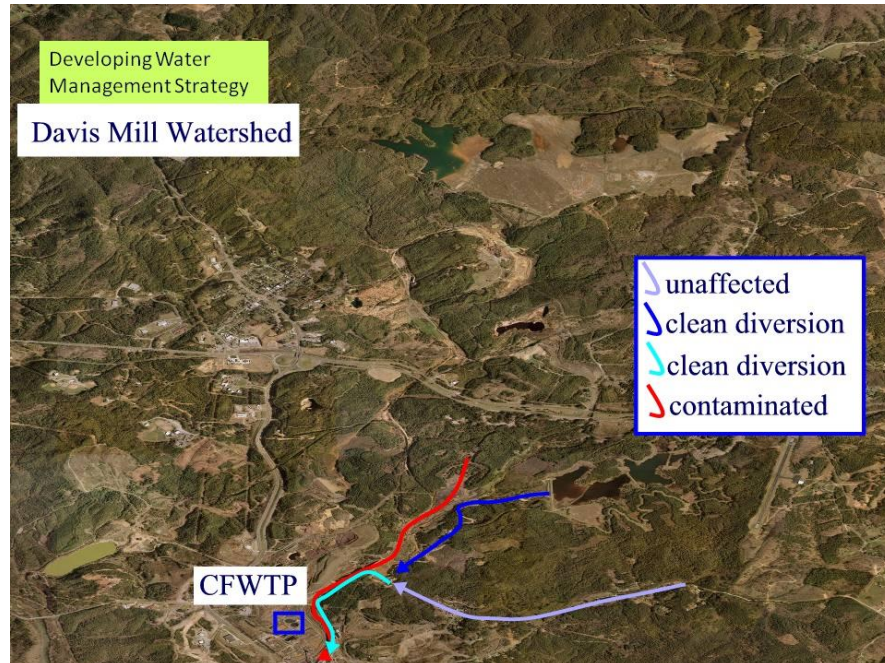 Developing Water
Management Strategy
Davis Mill Watershed
unaffected
clean diversion
clean diversion
contaminated
CFWTP